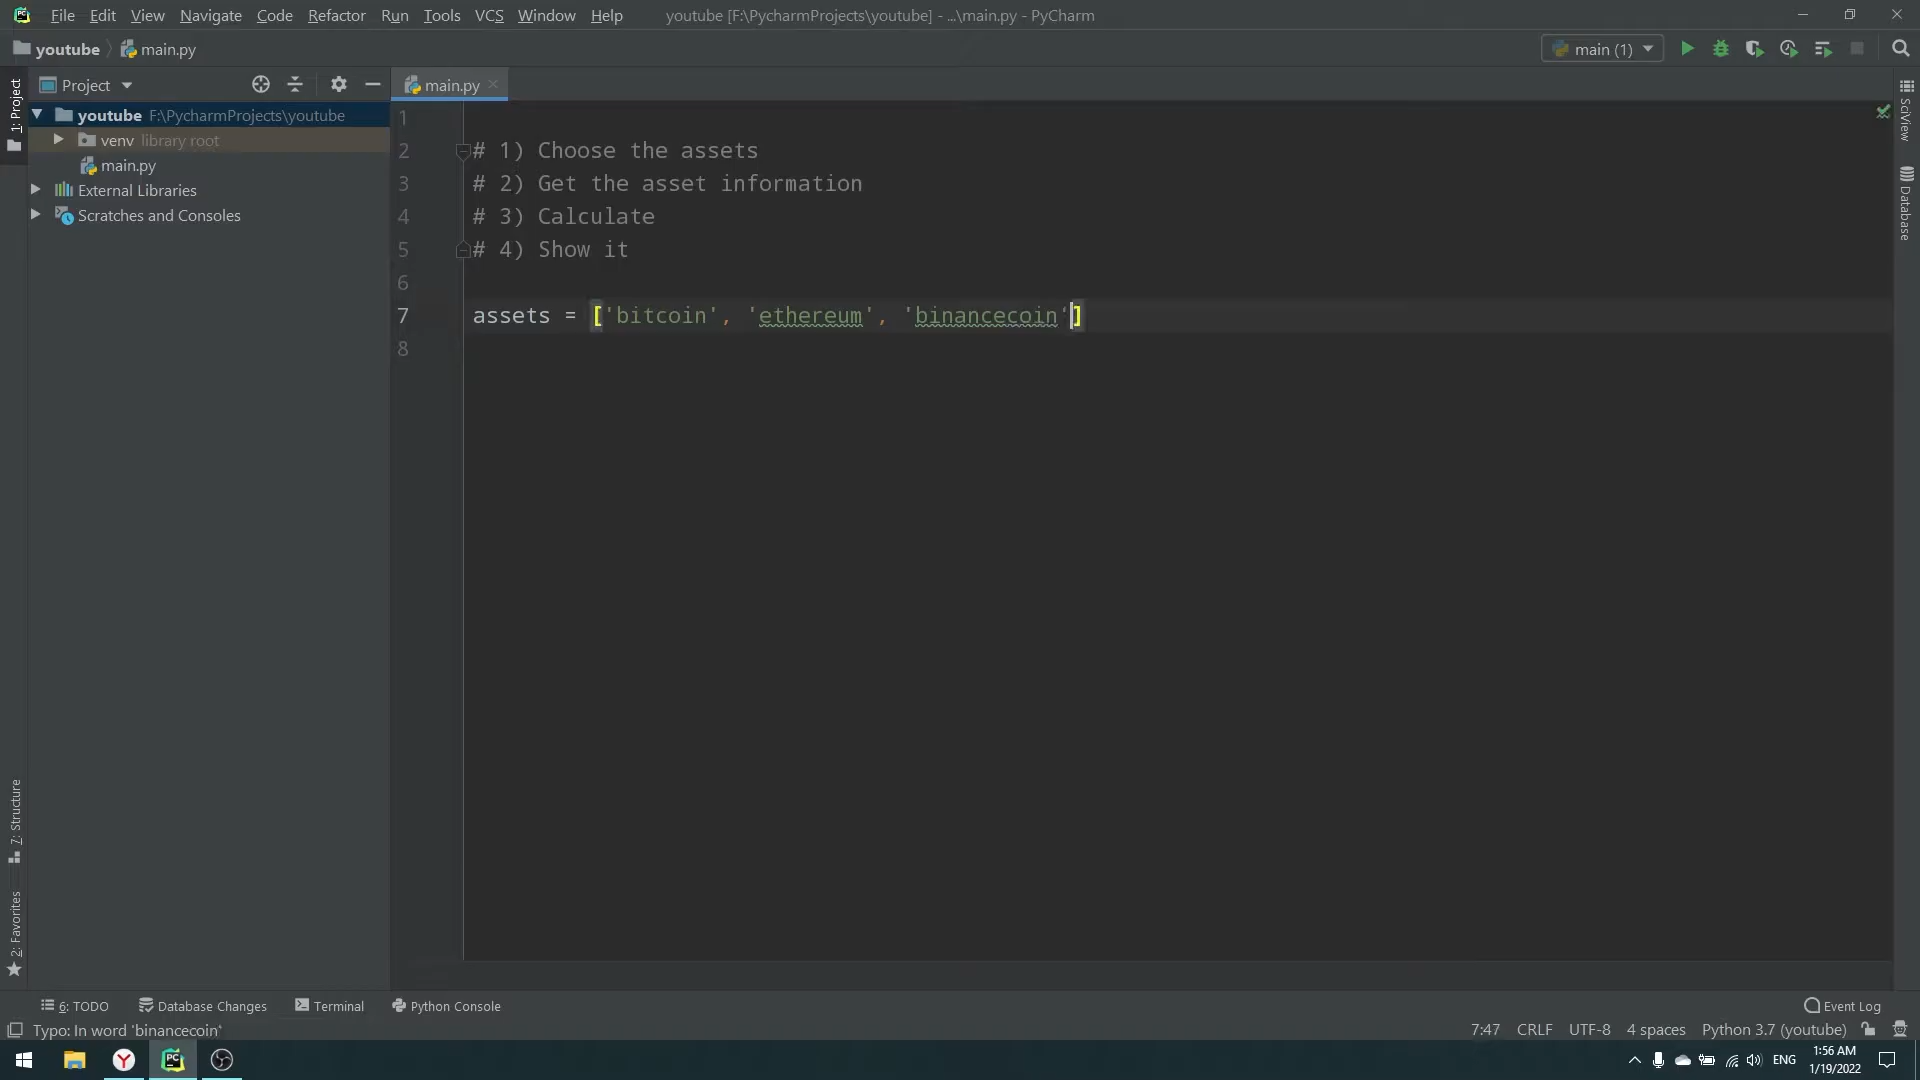 File Edit View Navigate Code Refactor Run Tools VCS Window Help youtube [F:\PycharmProjects\youtube] - ...\main.py - PyCharm
youtube main.py main (1)
Project main.py
youtube F:\PycharmProjects\youtube
venv library root
main.py
External Libraries
Scratches and Consoles
1: Project
7: Structure
2: Favorites
1
2 # 1) Choose the assets
3 # 2) Get the asset information
4 # 3) Calculate
5 # 4) Show it
6
7 assets = ['bitcoin', 'ethereum', 'binancecoin']
8
SciView
Database
6: TODO Database Changes Terminal Python Console Event Log
Typo: In word 'binancecoin' 7:47 CRLF UTF-8 4 spaces Python 3.7 (youtube)
ENG 1:56 AM
1/19/2022